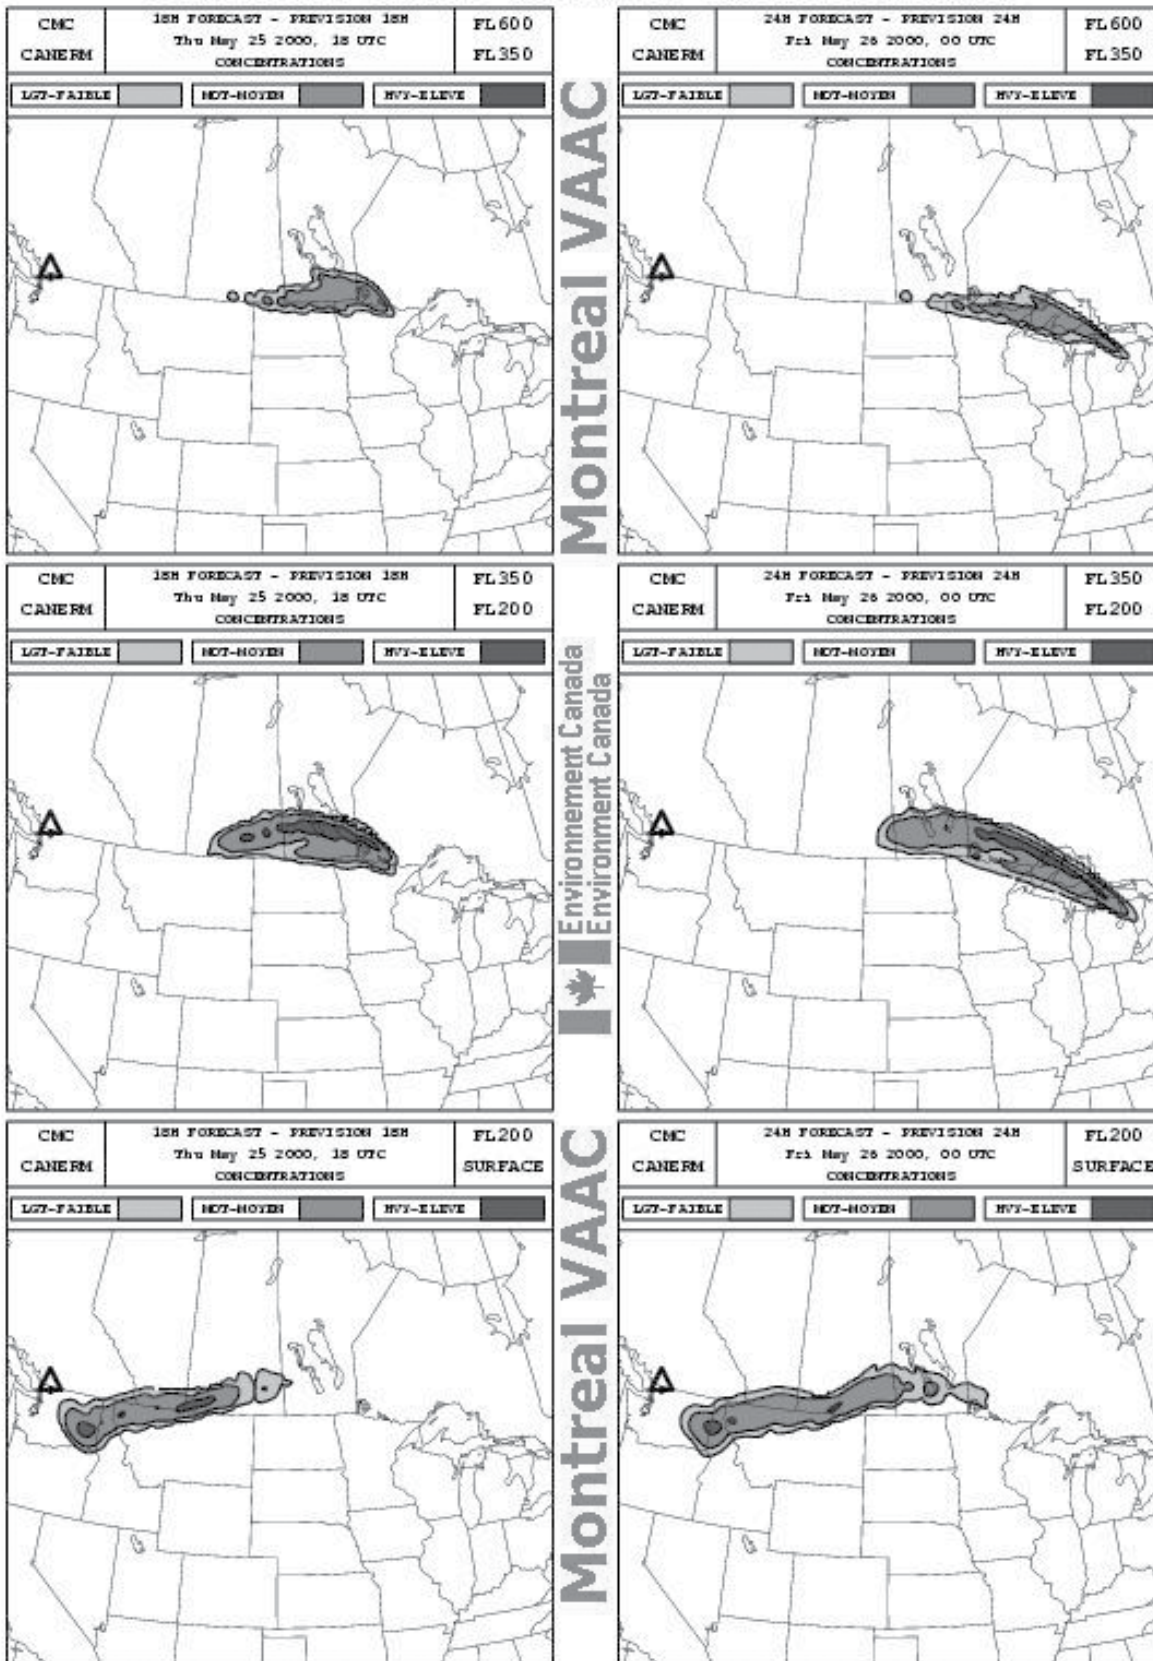 CMC
CANERM
18H FORECAST - PREVISION 18H
Thu May 25 2000, 18 UTC
CONCENTRATIONS
FL600
FL350
LGT-FAIBLE
MOT-MOYEN
HVY-ELEVE
CMC
CANERM
24H FORECAST - PREVISION 24H
Fri May 26 2000, 00 UTC
CONCENTRATIONS
FL600
FL350
LGT-FAIBLE
MOT-MOYEN
HVY-ELEVE
Montreal VAAC
CMC
CANERM
18H FORECAST - PREVISION 18H
Thu May 25 2000, 18 UTC
CONCENTRATIONS
FL350
FL200
LGT-FAIBLE
MOT-MOYEN
HVY-ELEVE
CMC
CANERM
24H FORECAST - PREVISION 24H
Fri May 26 2000, 00 UTC
CONCENTRATIONS
FL350
FL200
LGT-FAIBLE
MOT-MOYEN
HVY-ELEVE
Environnement Canada
Environment Canada
CMC
CANERM
18H FORECAST - PREVISION 18H
Thu May 25 2000, 18 UTC
CONCENTRATIONS
FL200
SURFACE
LGT-FAIBLE
MOT-MOYEN
HVY-ELEVE
CMC
CANERM
24H FORECAST - PREVISION 24H
Fri May 26 2000, 00 UTC
CONCENTRATIONS
FL200
SURFACE
LGT-FAIBLE
MOT-MOYEN
HVY-ELEVE
Montreal VAAC